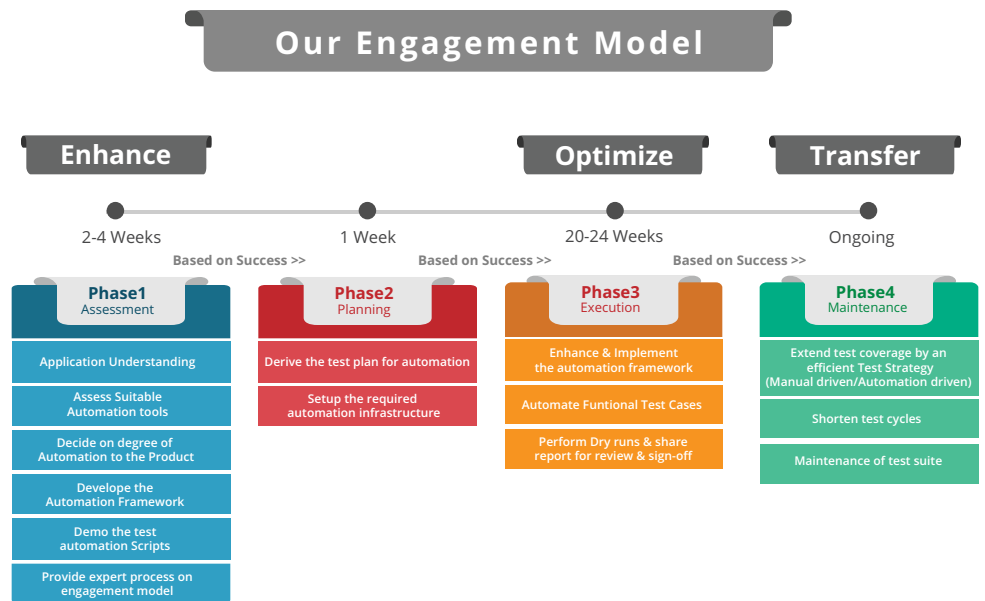 Our Engagement Model
Enhance
Optimize
Transfer
2-4 Weeks
1 Week
20-24 Weeks
Ongoing
Based on Success >>
Based on Success >>
Based on Success >>
Phase1
Assessment
Application Understanding
Assess Suitable
Automation tools
Decide on degree of
Automation to the Product
Develope the
Automation Framework
Demo the test
automation Scripts
Provide expert process on
engagement model
Phase2
Planning
Derive the test plan for automation
Setup the required
automation infrastructure
Phase3
Execution
Enhance & Implement
the automation framework
Automate Funtional Test Cases
Perform Dry runs & share
report for review & sign-off
Phase4
Maintenance
Extend test coverage by an
efficient Test Strategy
(Manual driven/Automation driven)
Shorten test cycles
Maintenance of test suite